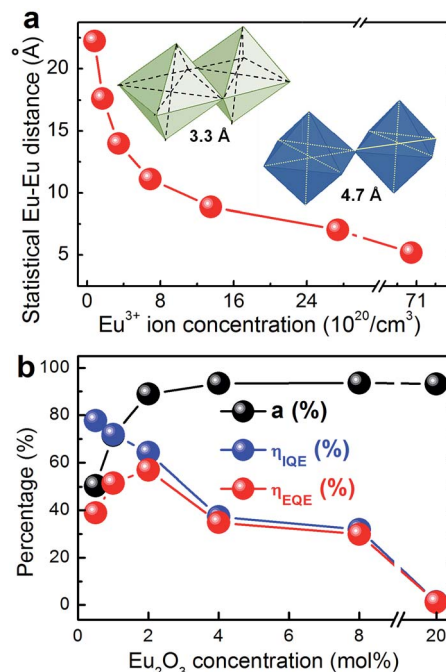 a
Statistical Eu-Eu distance (Å)
20
15
10
5
3.3 Å
4.7 Å
0 8 16 24 71
Eu³⁺ ion concentration (10²⁰/cm³)
b
Percentage (%)
100
80
60
40
20
0
a (%)
ηIQE (%)
ηEQE (%)
0 2 4 6 8 20
Eu₂O₃ concentration (mol%)